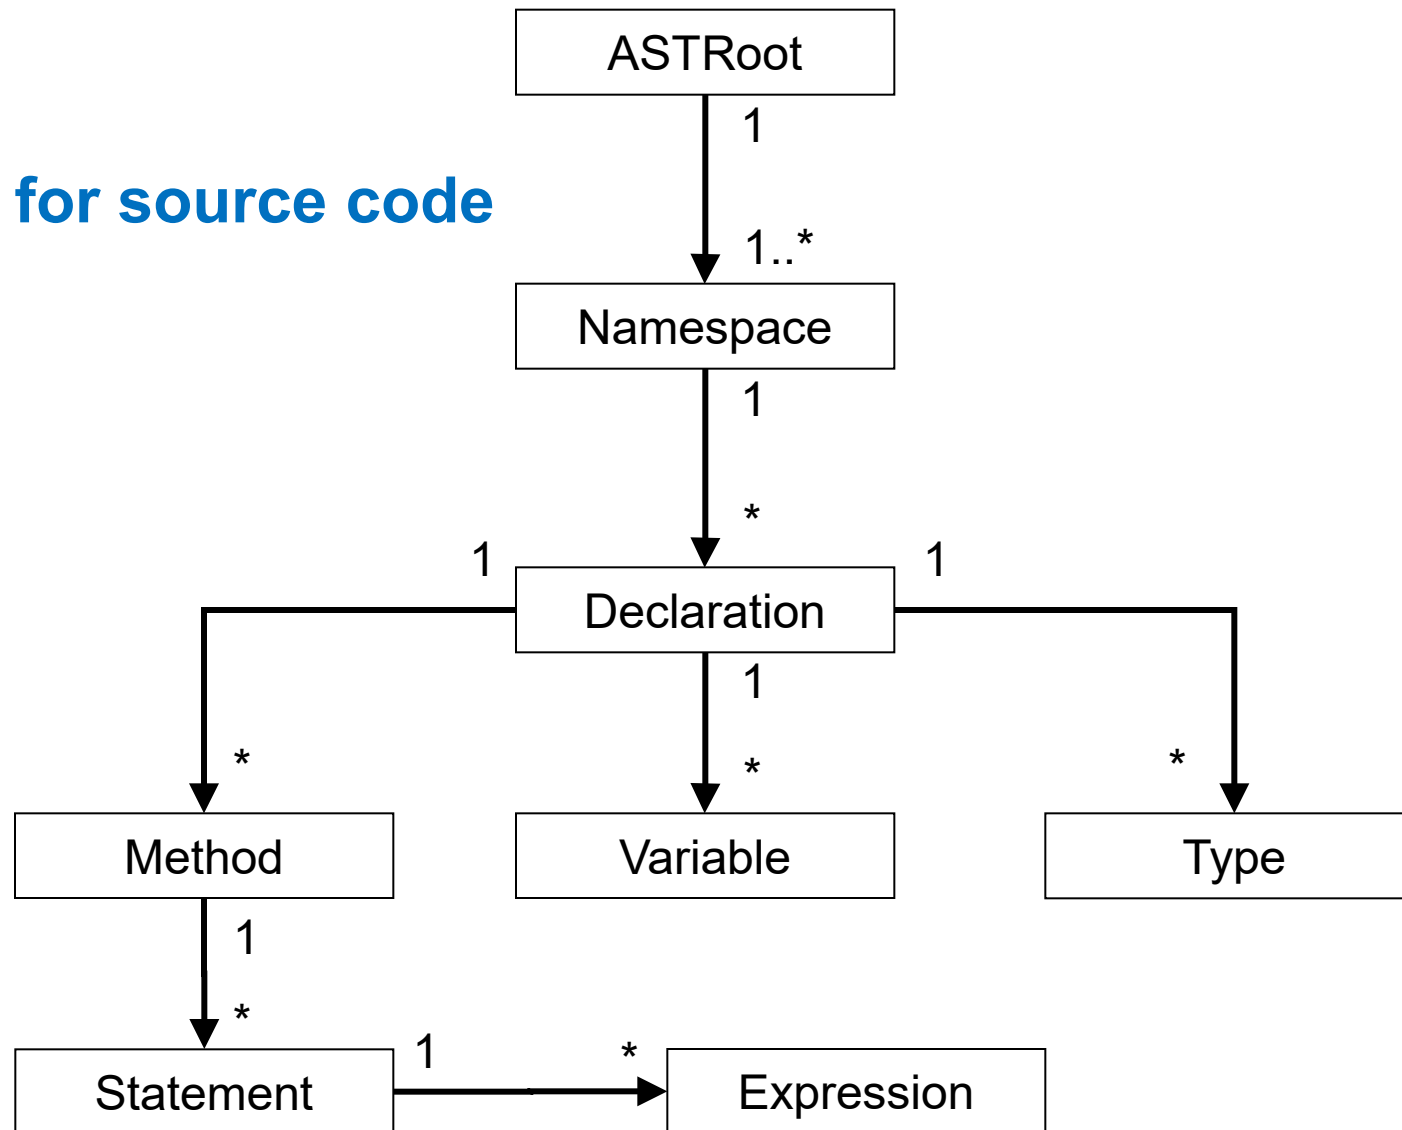 ASTRoot
1
for source code
1..*
Namespace
1
*
1
1
Declaration
1
*
*
*
Method
Variable
Type
1
*
1
*
Statement
Expression